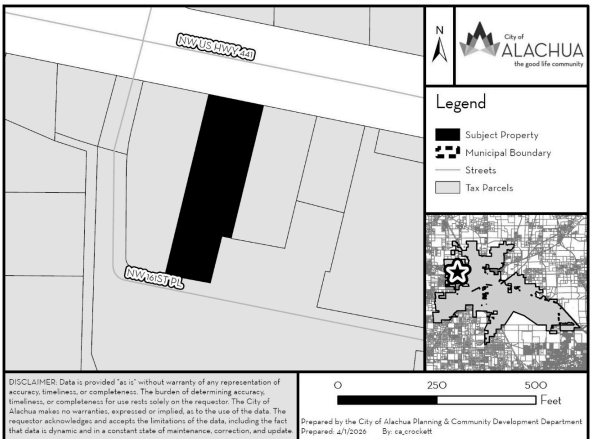 NW US HWY 441
NW 161ST PL
N
City of
ALACHUA
the good life community
Legend
Subject Property
Municipal Boundary
Streets
Tax Parcels
DISCLAIMER: Data is provided "as is" without warranty of any representation of
accuracy, timeliness, or completeness. The burden of determining accuracy,
timeliness, or completeness for use rests solely on the requestor. The City of
Alachua makes no warranties, expressed or implied, as to the use of the data. The
requestor acknowledges and accepts the limitations of the data, including the fact
that data is dynamic and in a constant state of maintenance, correction, and update.
0 250 500
Feet
Prepared by the City of Alachua Planning & Community Development Department
Prepared: 4/1/2026 By: ca_crockett